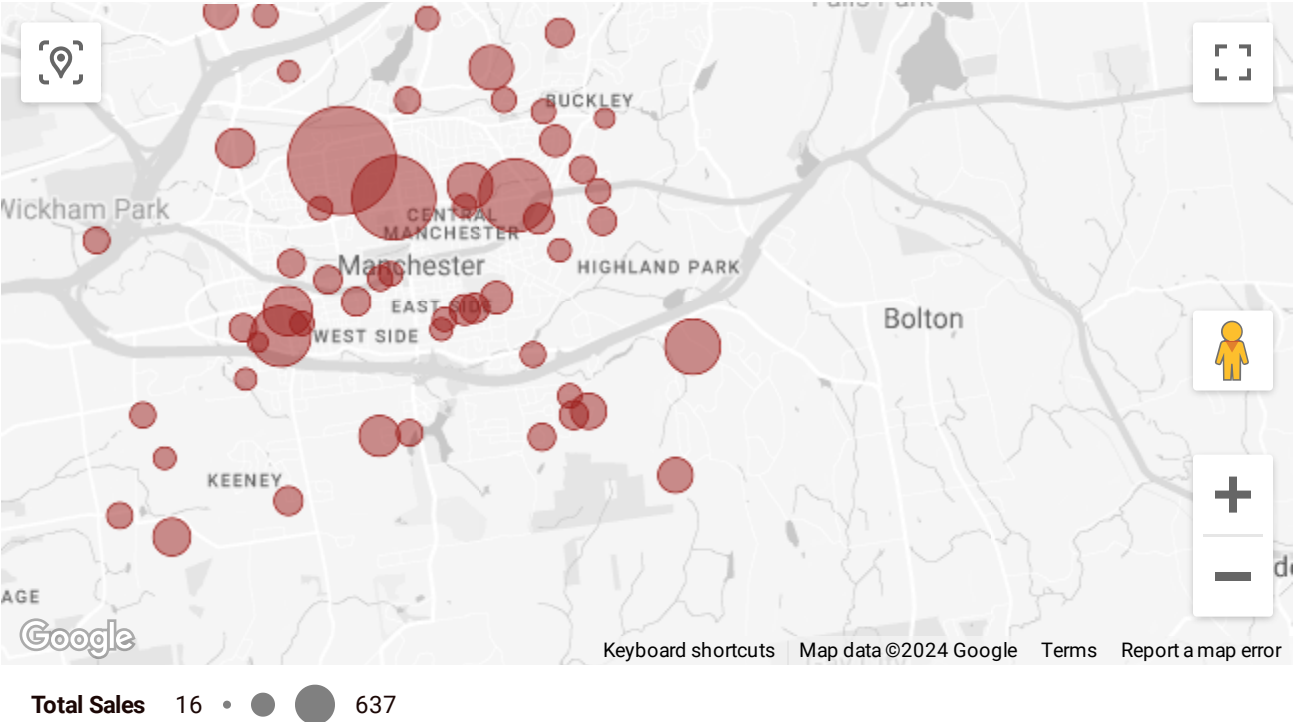 BUCKLEY
Wickham Park
CENTRAL
MANCHESTER
Manchester
HIGHLAND PARK
EAST SIDE
Bolton
WEST SIDE
KEENEY
AGE
Google
Keyboard shortcuts
Map data ©2024 Google
Terms
Report a map error
Total Sales 16 637